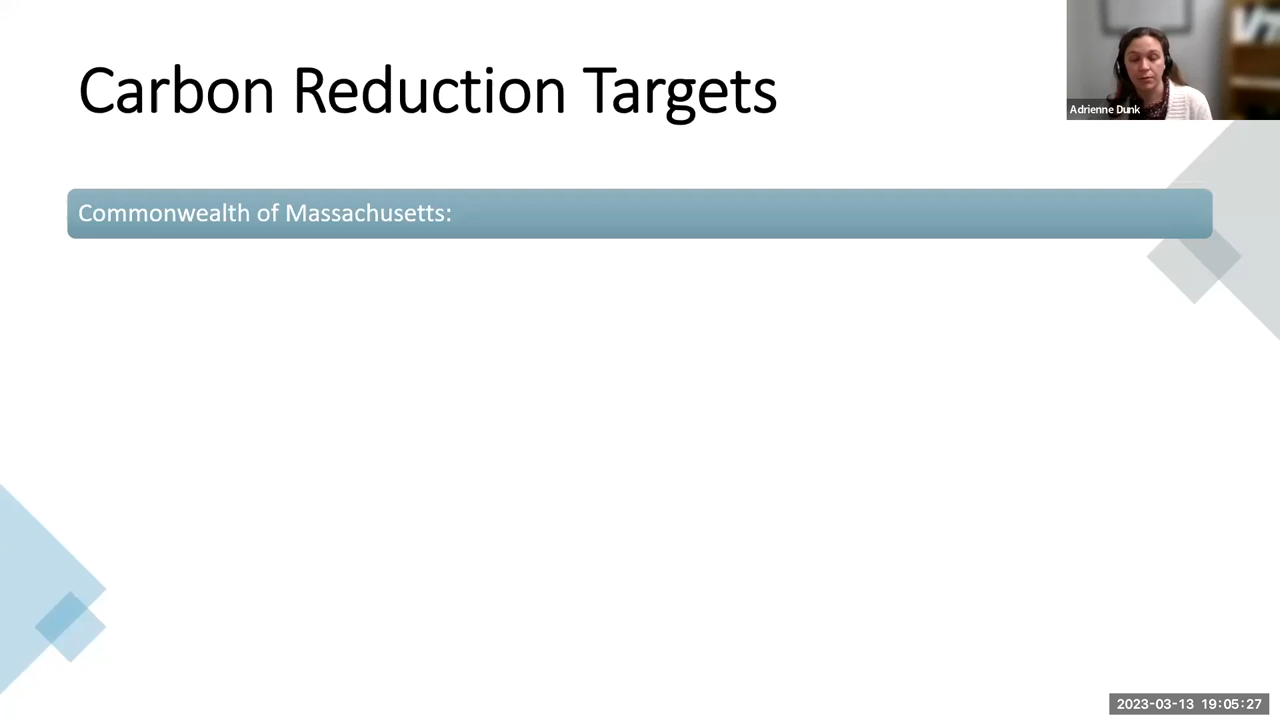 Carbon Reduction Targets
Adrienne Dunk
Commonwealth of Massachusetts:
2023-03-13 19:05:27